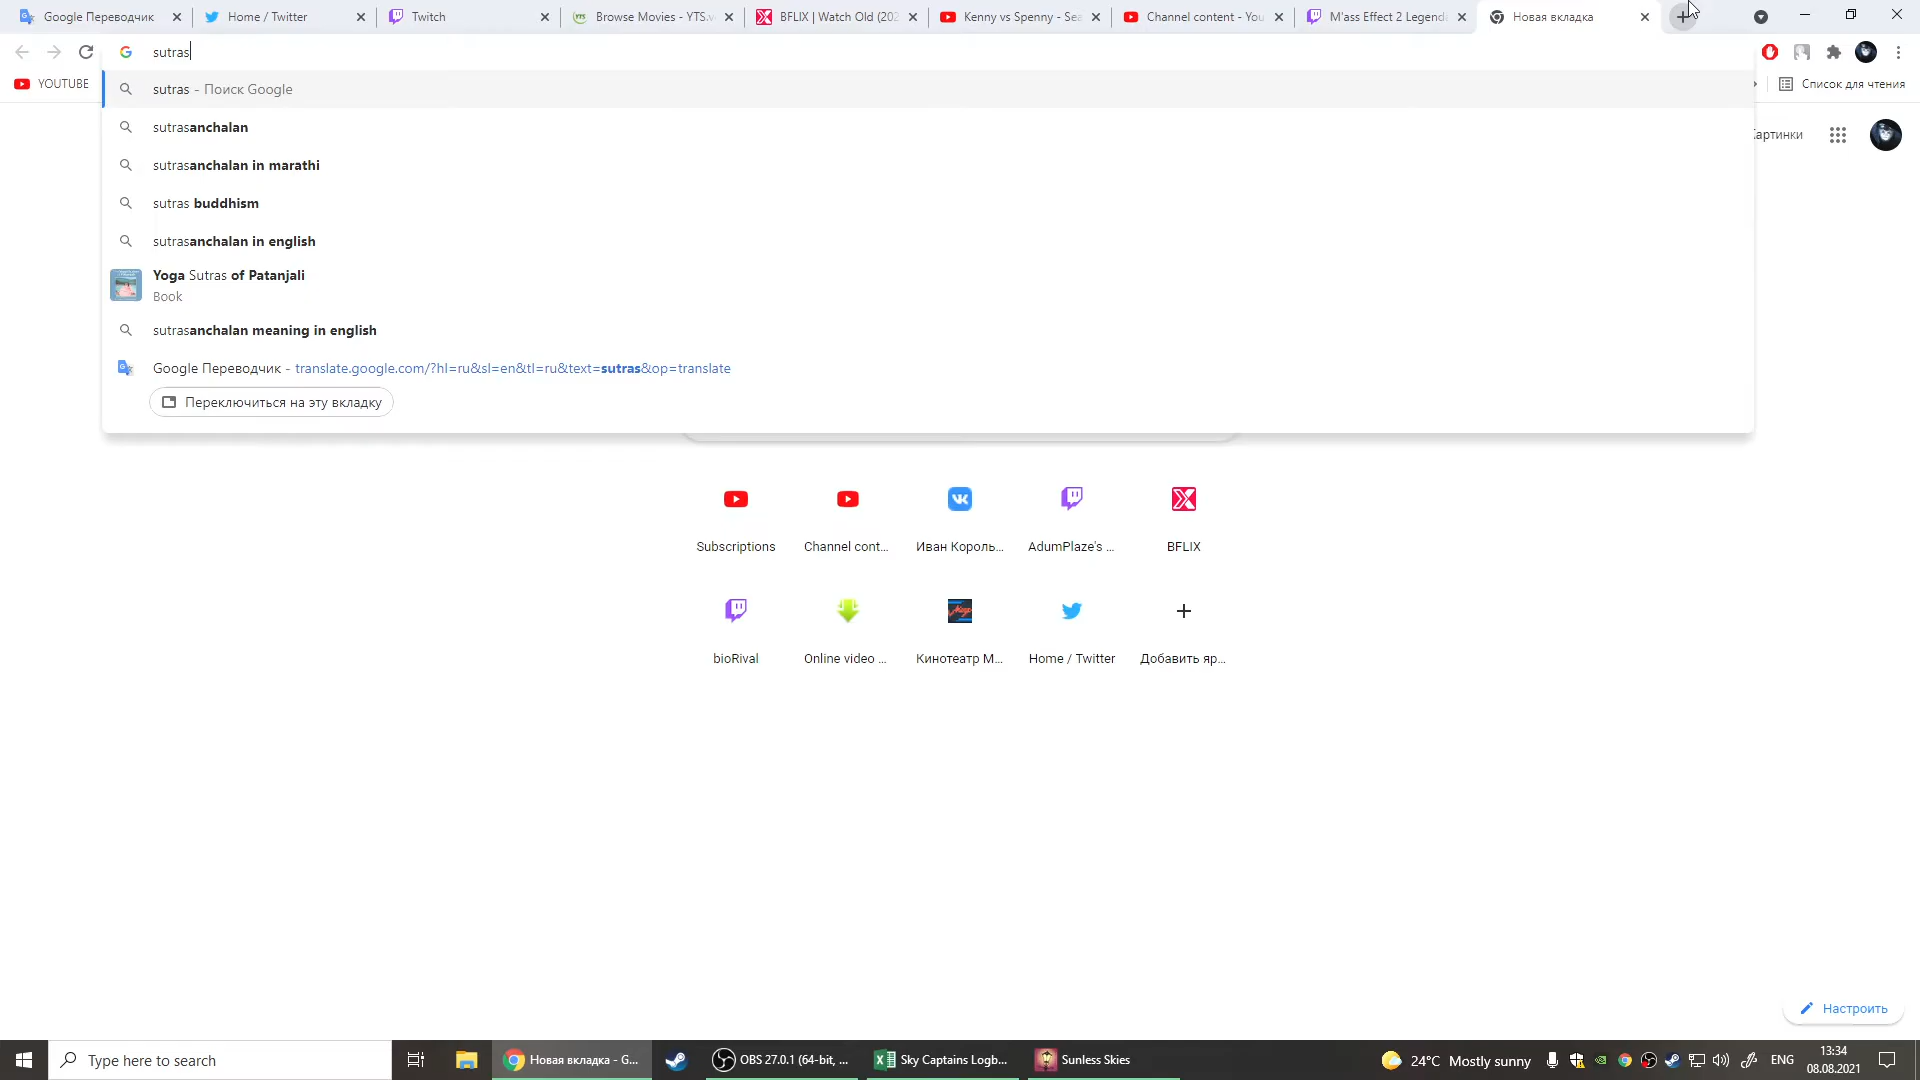 Google Переводчик
Home / Twitter
Twitch
Browse Movies - YTS.
BFLIX | Watch Old (202
Kenny vs Spenny - Sea
Channel content - You
M'ass Effect 2 Legend
Новая вкладка
sutras
YOUTUBE
Список для чтения
sutras - Поиск Google
sutrasanchalan
Картинки
sutrasanchalan in marathi
sutras buddhism
sutrasanchalan in english
Yoga Sutras of Patanjali
Book
sutrasanchalan meaning in english
Google Переводчик - translate.google.com/?hl=ru&sl=en&tl=ru&text=sutras&op=translate
Переключиться на эту вкладку
Subscriptions
Channel cont...
Иван Король...
AdumPlaze's ...
BFLIX
bioRival
Online video ...
Кинотеатр М...
Home / Twitter
Добавить яр...
Настроить
Type here to search
Новая вкладка - G...
OBS 27.0.1 (64-bit, ...
Sky Captains Logb...
Sunless Skies
24°C Mostly sunny
ENG
13:34
08.08.2021